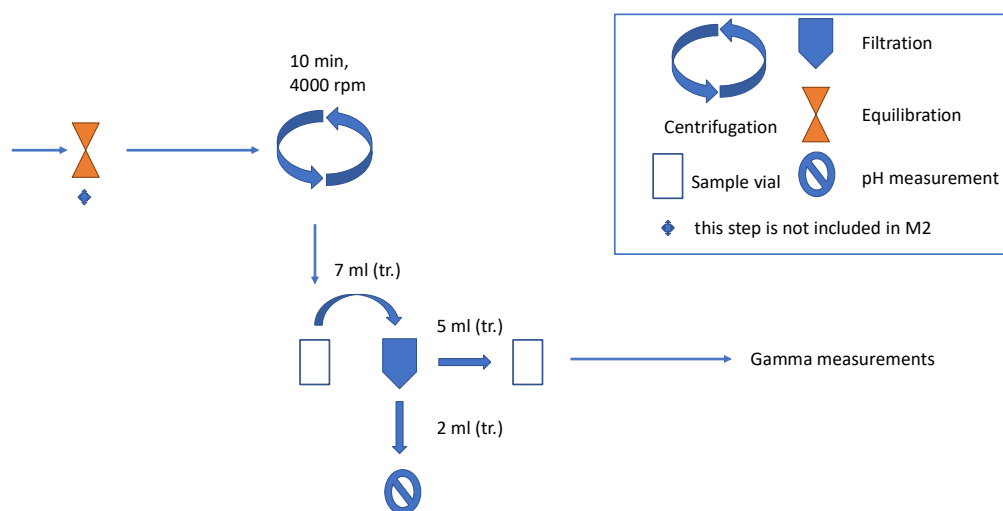 10 min,
4000 rpm
7 ml (tr.)
5 ml (tr.)
2 ml (tr.)
Gamma measurements
Filtration
Centrifugation
Equilibration
Sample vial
pH measurement
this step is not included in M2